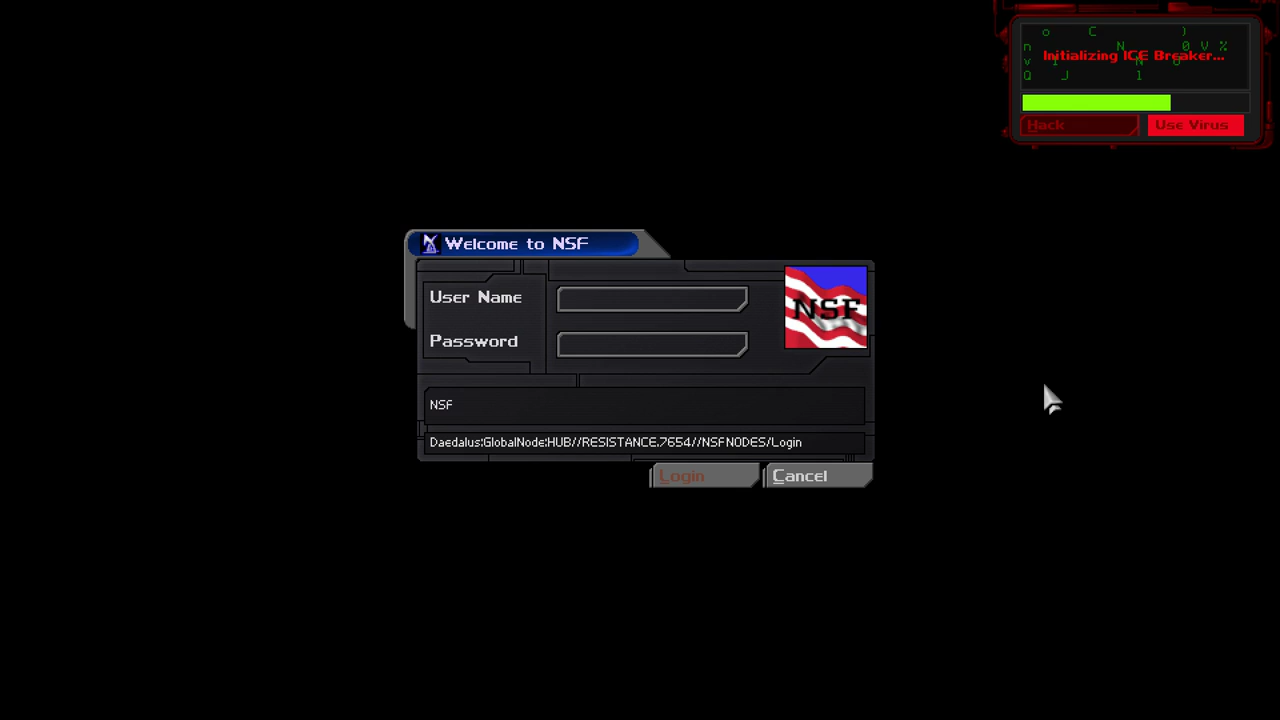 o C )
n N 0 V %
Initializing ICE Breaker...
Q J l
Hack Use Virus
Welcome to NSF
User Name
NSF
Password
NSF
Daedalus:GlobalNode:HUB//RESISTANCE.7654//NSFNODES/Login
Login Cancel